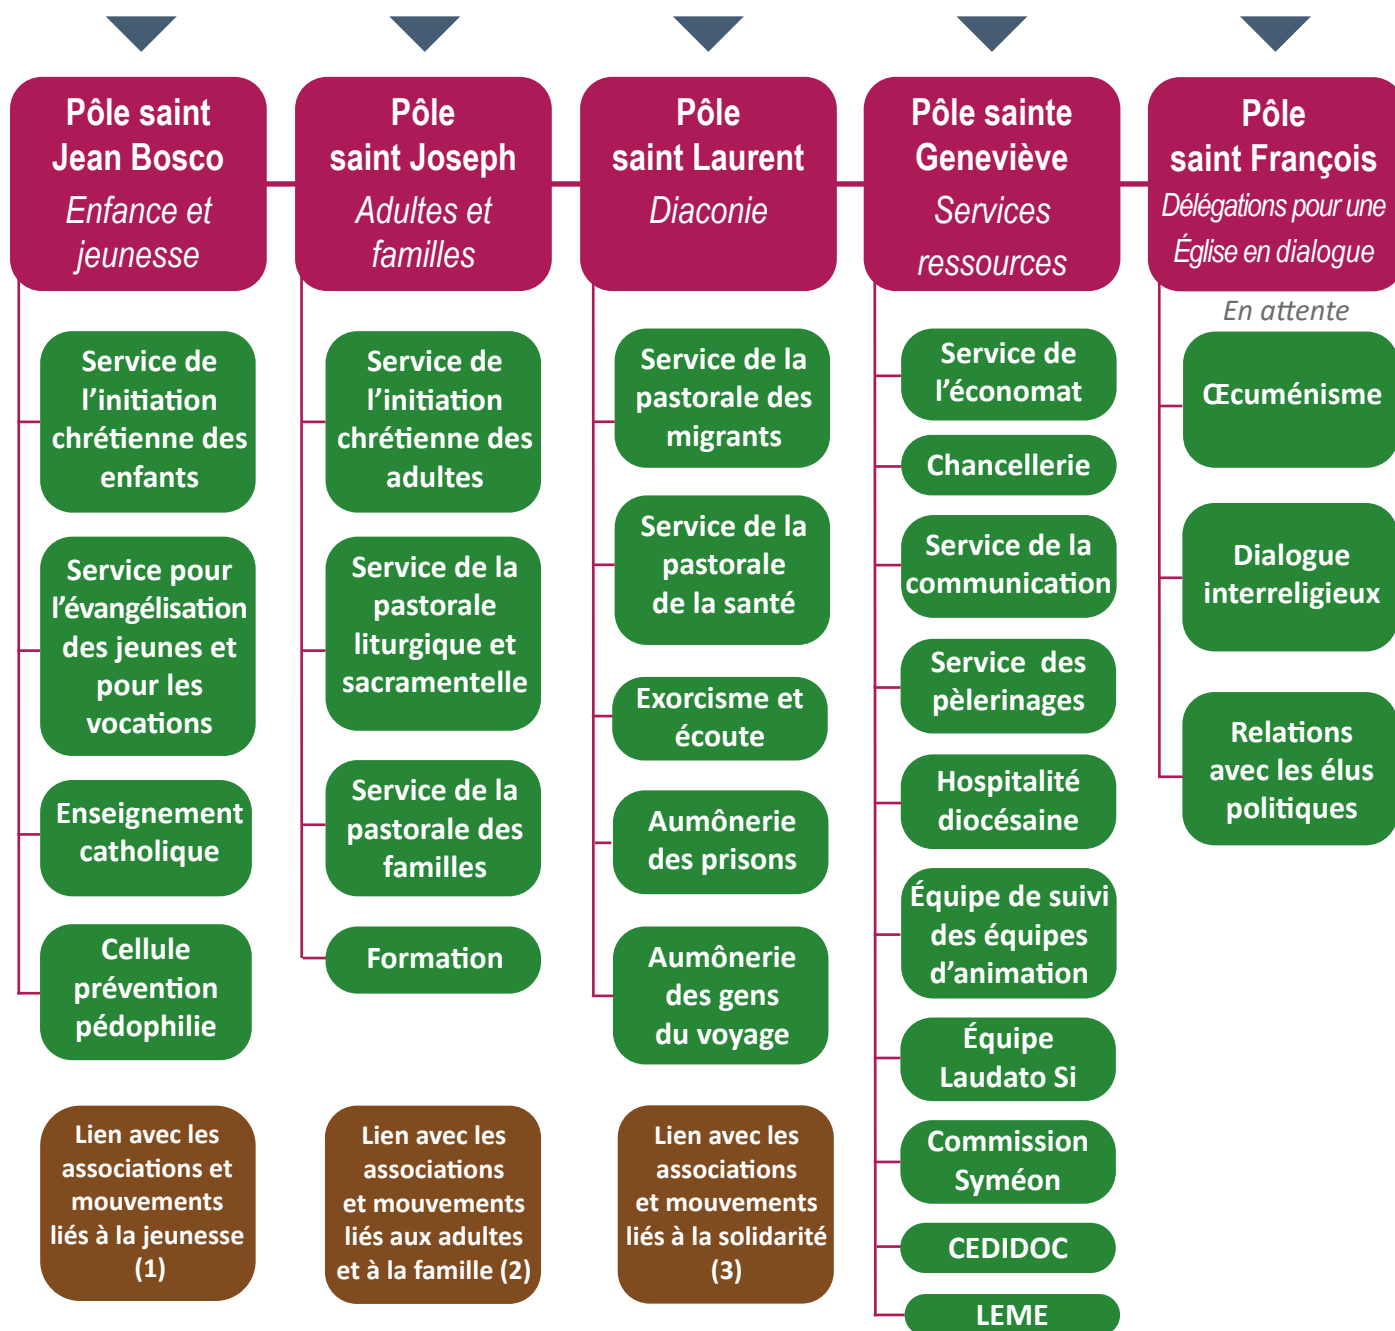 Pôle saint
Jean Bosco
Enfance et
jeunesse
Service de
l'initiation
chrétienne des
enfants
Service pour
l'évangélisation
des jeunes et
pour les
vocations
Enseignement
catholique
Cellule
prévention
pédophilie
Lien avec les
associations et
mouvements
liés à la jeunesse
(1)
Pôle
saint Joseph
Adultes et
familles
Service de
l'initiation
chrétienne des
adultes
Service de la
pastorale
liturgique et
sacramentelle
Service de la
pastorale des
familles
Formation
Lien avec les
associations
et mouvements
liés aux adultes
et à la famille (2)
Pôle
saint Laurent
Diaconie
Service de la
pastorale des
migrants
Service de la
pastorale
de la santé
Exorcisme et
écoute
Aumônerie
des prisons
Aumônerie
des gens
du voyage
Lien avec les
associations
et mouvements
liés à la solidarité
(3)
Pôle sainte
Geneviève
Services
ressources
Service de
l'économat
Chancellerie
Service de la
communication
Service des
pèlerinages
Hospitalité
diocésaine
Équipe de suivi
des équipes
d'animation
Équipe
Laudato Si
Commission
Syméon
CEDIDOC
LEME
Pôle
saint François
Délégations pour une
Église en dialogue
En attente
Œcuménisme
Dialogue
interreligieux
Relations
avec les élus
politiques